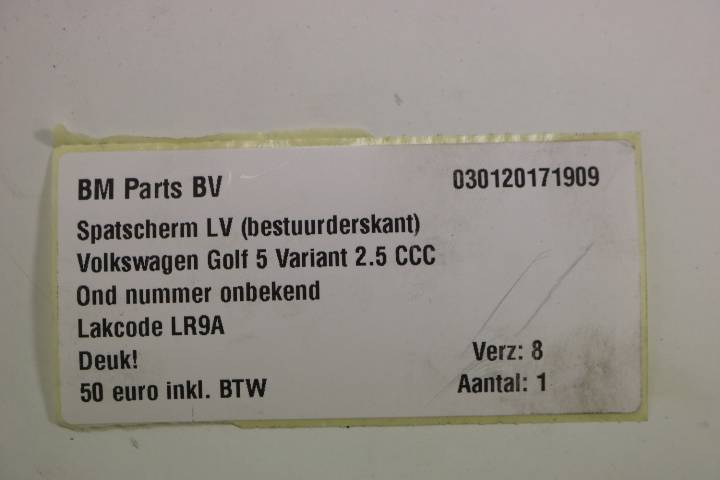 BM Parts BV 030120171909
Spatscherm LV (bestuurderskant)
Volkswagen Golf 5 Variant 2.5 CCC
Ond nummer onbekend
Lakcode LR9A
Deuk! Verz: 8
50 euro inkl. BTW Aantal: 1